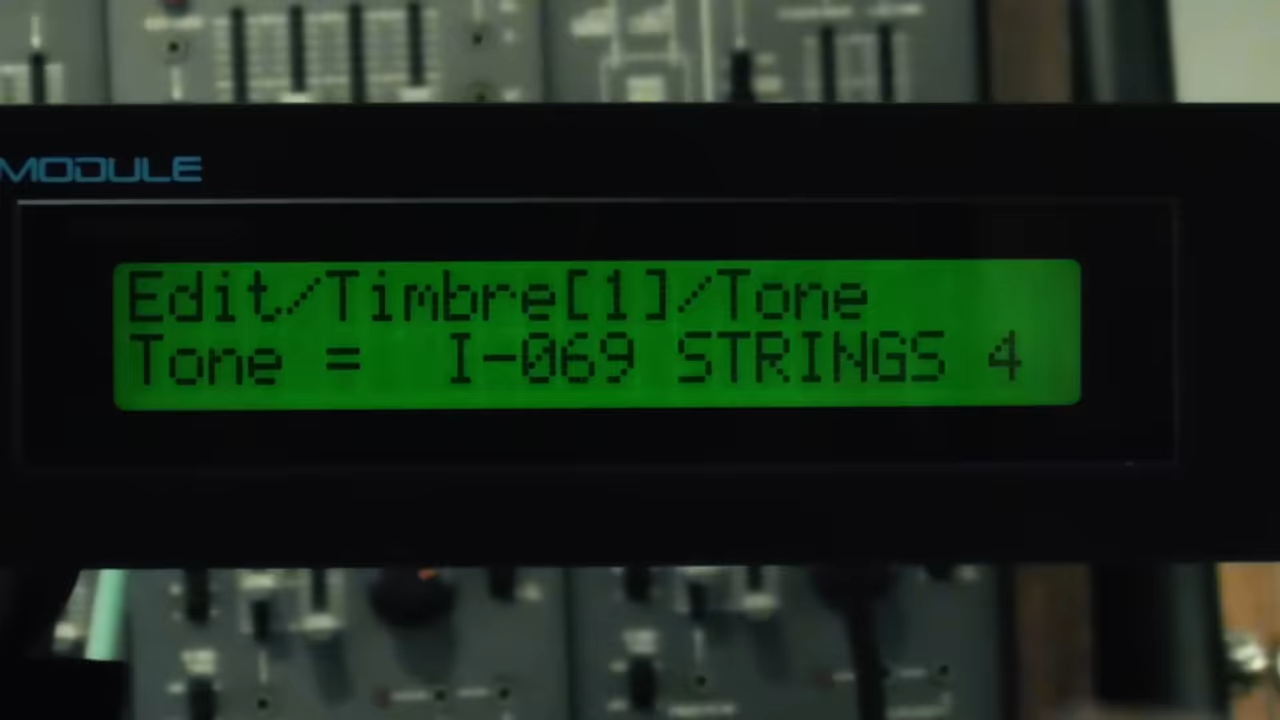 MODULE
Edit/Timbre[1]/Tone
Tone =   I-069 STRINGS 4